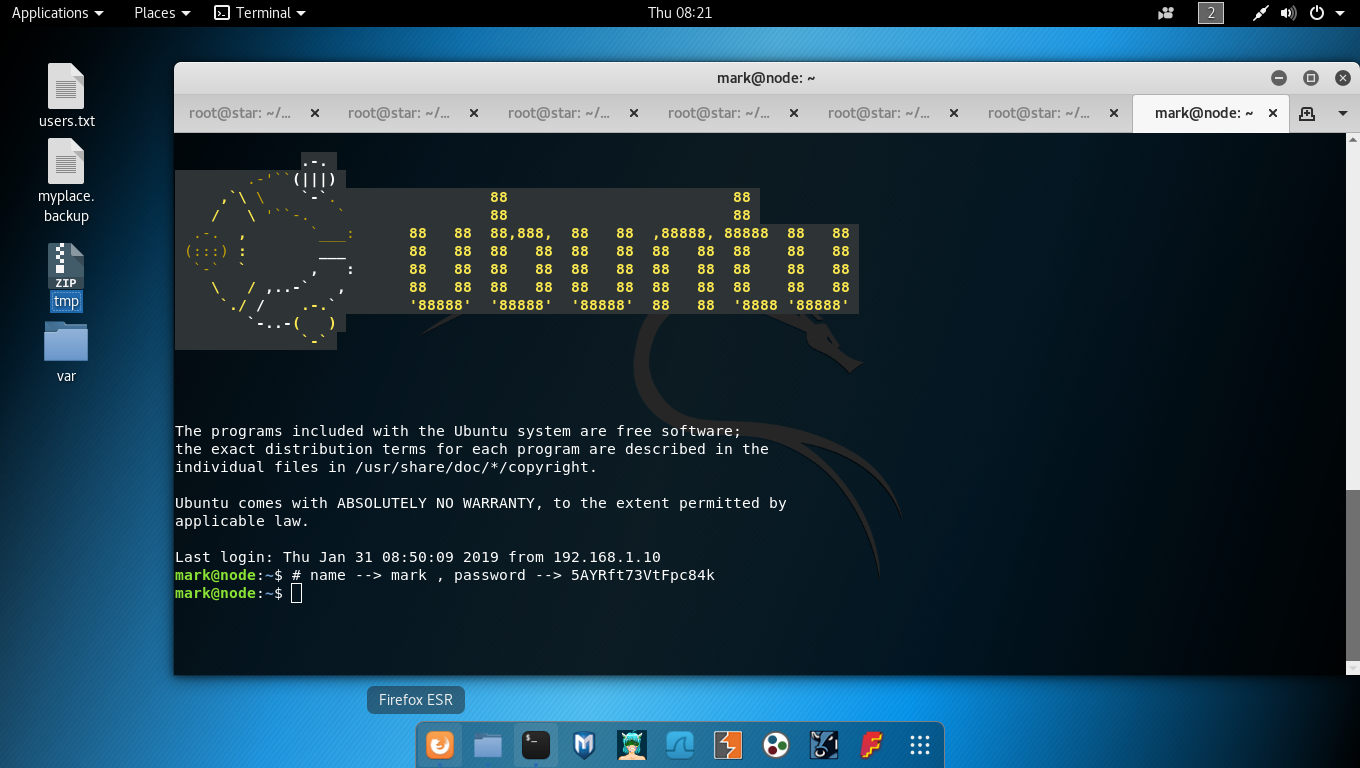 Applications Places Terminal Thu 08:21 2
mark@node: ~
root@star: ~/... root@star: ~/... root@star: ~/... root@star: ~/... root@star: ~/... root@star: ~/... mark@node: ~
users.txt
myplace.
backup
ZIP
tmp
var
.-.
.-'``(|||)
,`\ \    `-`.                 88                         88
/   \ '``-.   `                88                         88
.-.  ,       `___:      88   88  88,888,  88   88  ,88888, 88888  88   88
(:::) :        ___       88   88  88   88  88   88  88   88  88    88   88
`-`  `       ,   :      88   88  88   88  88   88  88   88  88    88   88
\   / ,..-`   ,       88   88  88   88  88   88  88   88  88    88   88
`./ /    .-.`        '88888'  '88888'  '88888'  88   88  '8888 '88888'
`-..-(   )
`-`
The programs included with the Ubuntu system are free software;
the exact distribution terms for each program are described in the
individual files in /usr/share/doc/*/copyright.
Ubuntu comes with ABSOLUTELY NO WARRANTY, to the extent permitted by
applicable law.
Last login: Thu Jan 31 08:50:09 2019 from 192.168.1.10
mark@node:~$ # name --> mark , password --> 5AYRft73VtFpc84k
mark@node:~$
Firefox ESR
$_